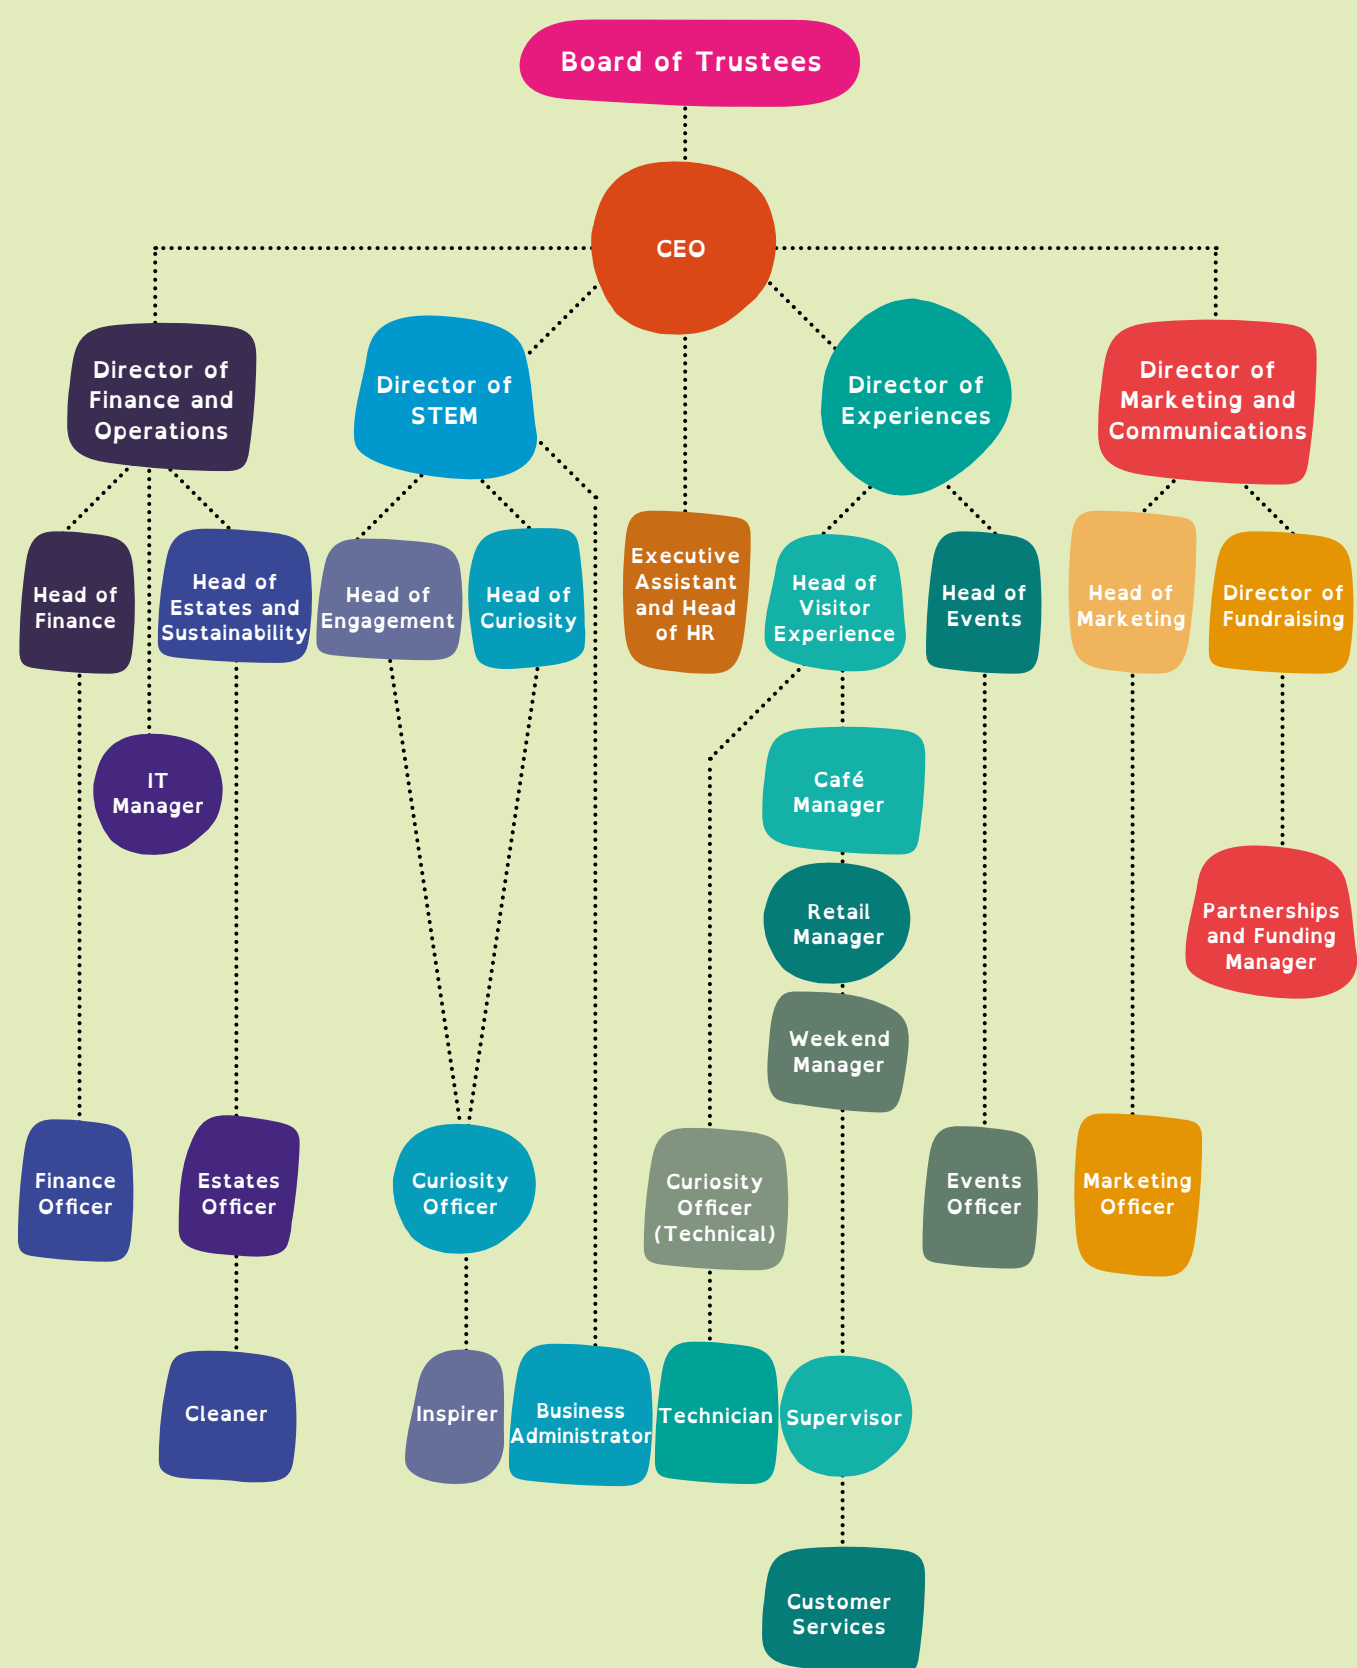 Board of Trustees
CEO
Director of
Finance and
Operations
Director of
STEM
Director of
Experiences
Director of
Marketing and
Communications
Head of
Finance
Head of
Estates and
Sustainability
Head of
Engagement
Head of
Curiosity
Executive
Assistant
and Head
of HR
Head of
Visitor
Experience
Head of
Events
Head of
Marketing
Director of
Fundraising
IT
Manager
Café
Manager
Retail
Manager
Partnerships
and Funding
Manager
Weekend
Manager
Finance
Officer
Estates
Officer
Curiosity
Officer
Curiosity
Officer
(Technical)
Events
Officer
Marketing
Officer
Cleaner
Inspirer
Business
Administrator
Technician
Supervisor
Customer
Services